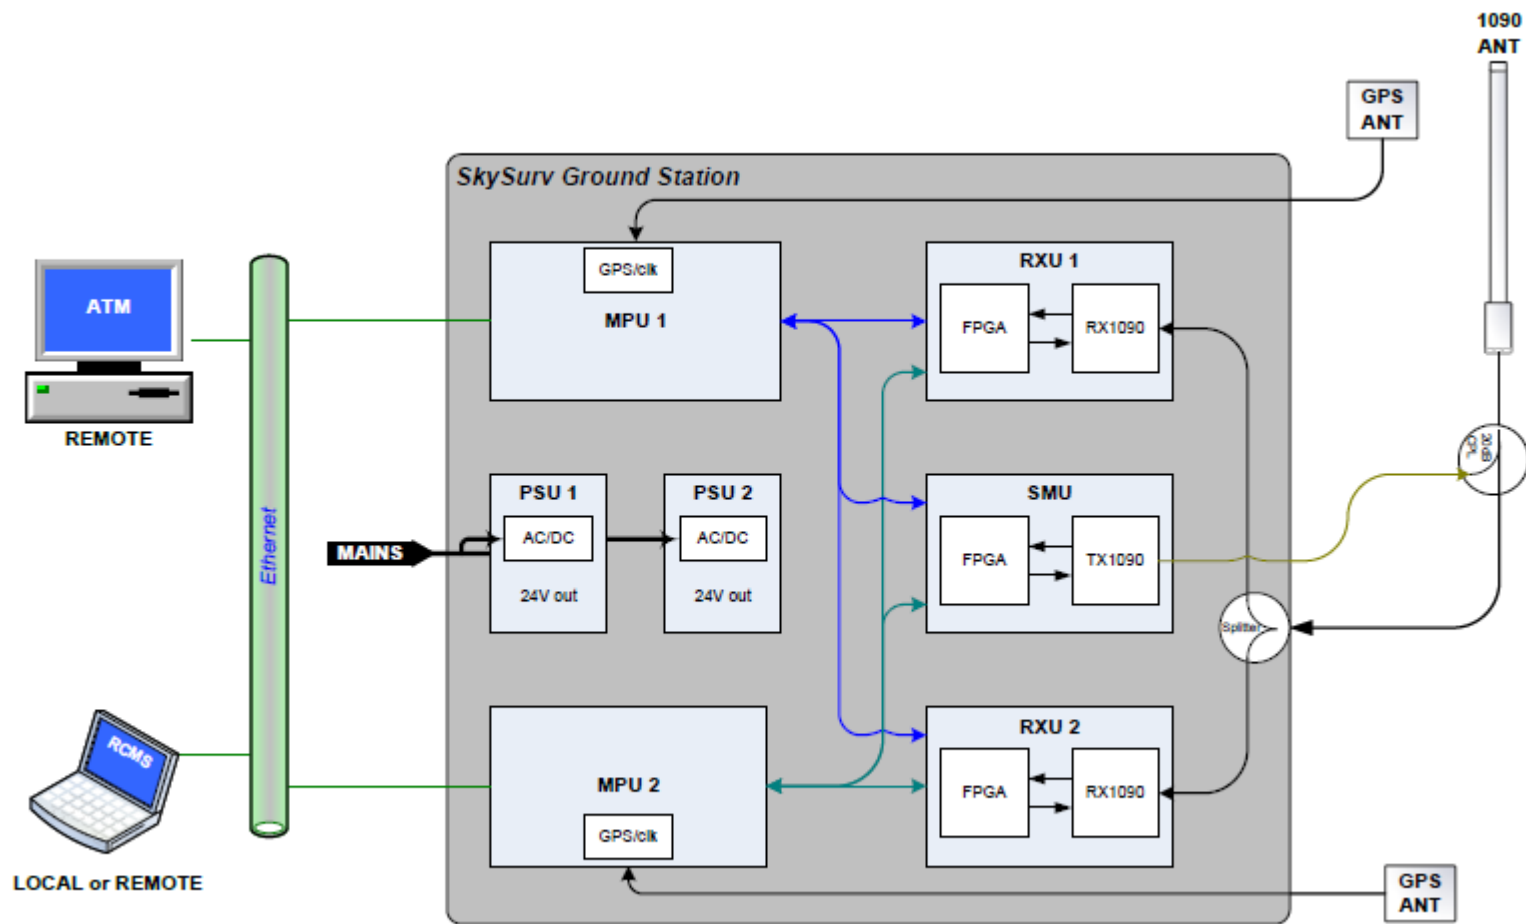 1090
ANT
GPS
ANT
SkySurv Ground Station
GPS/clk
MPU 1
RXU 1
FPGA
RX1090
ATM
REMOTE
20dB
CPL
PSU 1
AC/DC
24V out
PSU 2
AC/DC
24V out
SMU
FPGA
TX1090
MAINS
Ethernet
Splitter
RXU 2
FPGA
RX1090
RCMS
MPU 2
GPS/clk
LOCAL or REMOTE
GPS
ANT